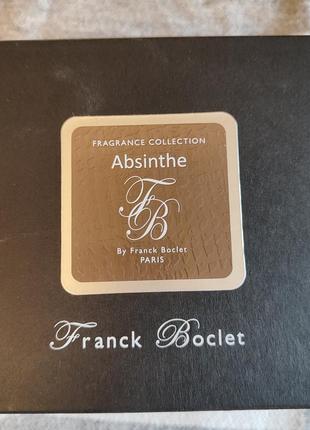 FRAGRANCE COLLECTION
Absinthe
FB
By Franck Boclet
PARIS
Franck Boclet